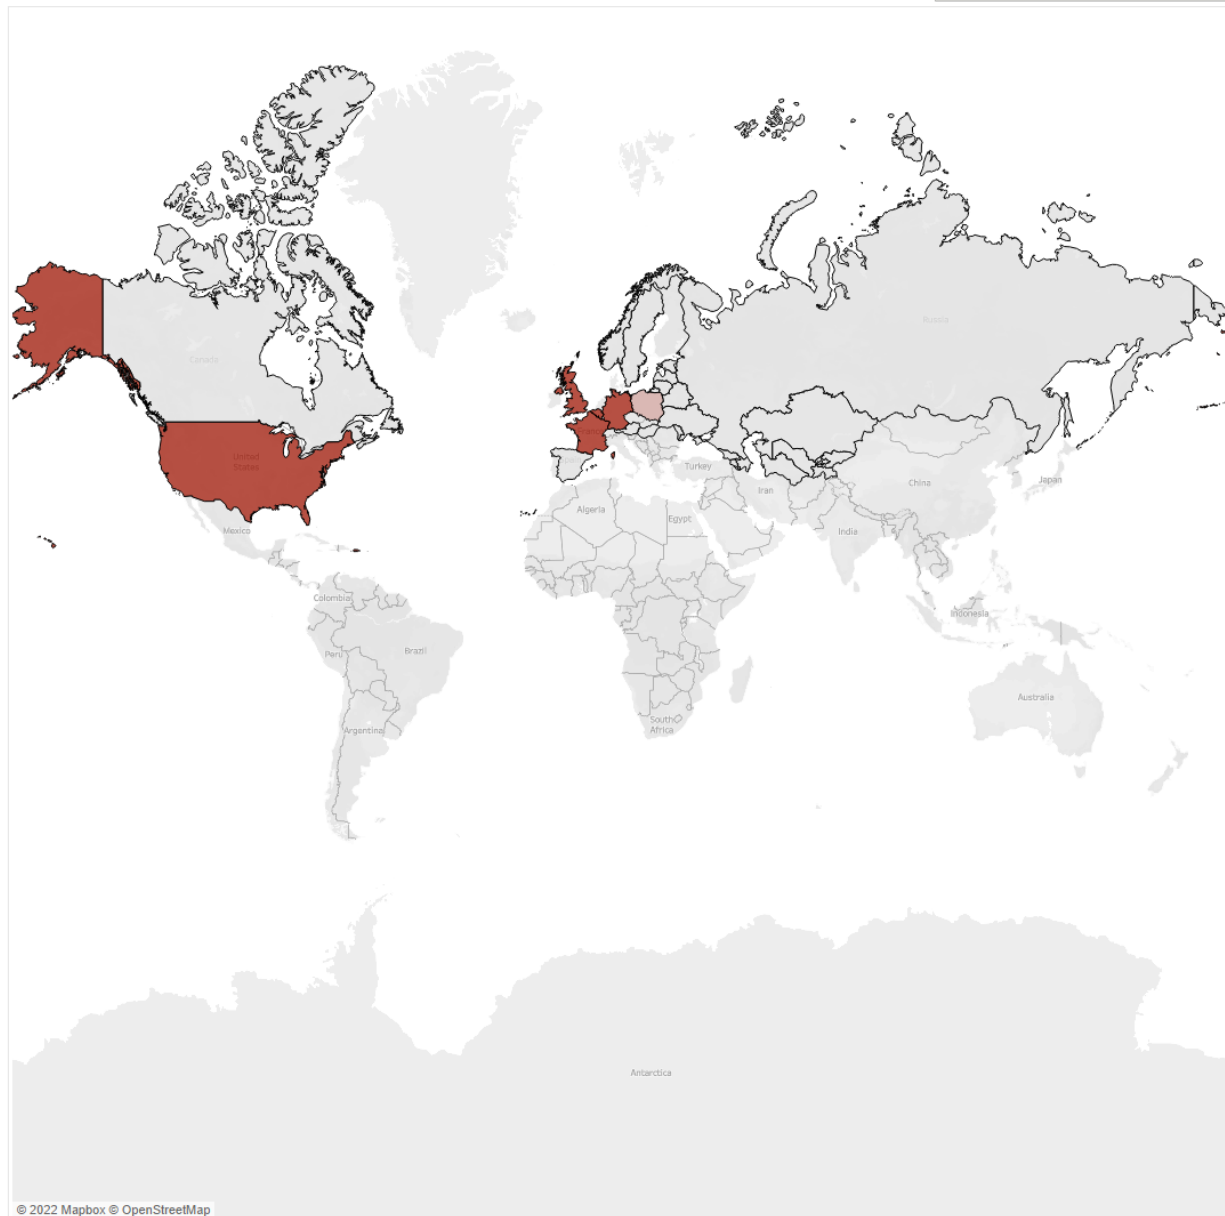 Russia
Canada
United
States
France
Turkey
China
Japan
Iran
Algeria
Egypt
India
Mexico
Colombia
Indonesia
Peru
Brazil
Australia
South
Africa
Argentina
Antarctica
© 2022 Mapbox © OpenStreetMap